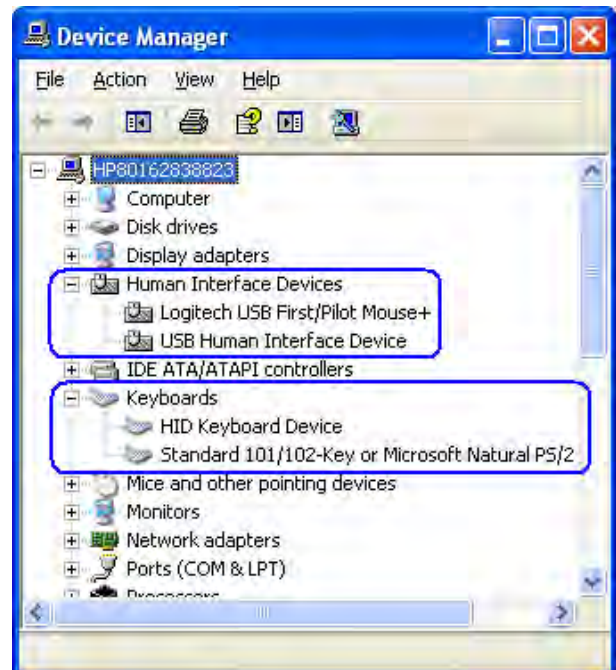 Device Manager
File Action View Help
HP80162838823
Computer
Disk drives
Display adapters
Human Interface Devices
Logitech USB First/Pilot Mouse+
USB Human Interface Device
IDE ATA/ATAPI controllers
Keyboards
HID Keyboard Device
Standard 101/102-Key or Microsoft Natural PS/2
Mice and other pointing devices
Monitors
Network adapters
Ports (COM & LPT)
Processors